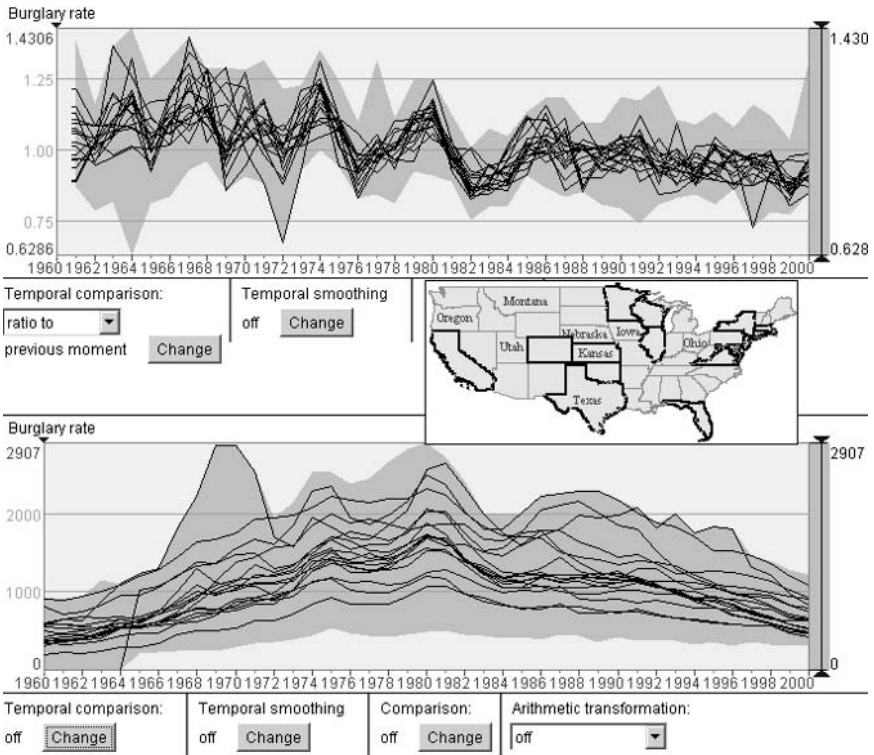 Burglary rate
1.4306 1.430
1.25
1.00
0.75
0.6286 0.628
1960 1962 1964 1966 1968 1970 1972 1974 1976 1978 1980 1982 1984 1986 1988 1990 1992 1994 1996 1998 2000
Temporal comparison: Temporal smoothing
ratio to off Change
previous moment Change
Montana
Oregon
Nebraska Iowa
Utah Ohio
Kansas
Texas
Burglary rate
2907 2907
2000
1000
0 0
1960 1962 1964 1966 1968 1970 1972 1974 1976 1978 1980 1982 1984 1986 1988 1990 1992 1994 1996 1998 2000
Temporal comparison: Temporal smoothing Comparison: Arithmetic transformation:
off Change off Change off Change off